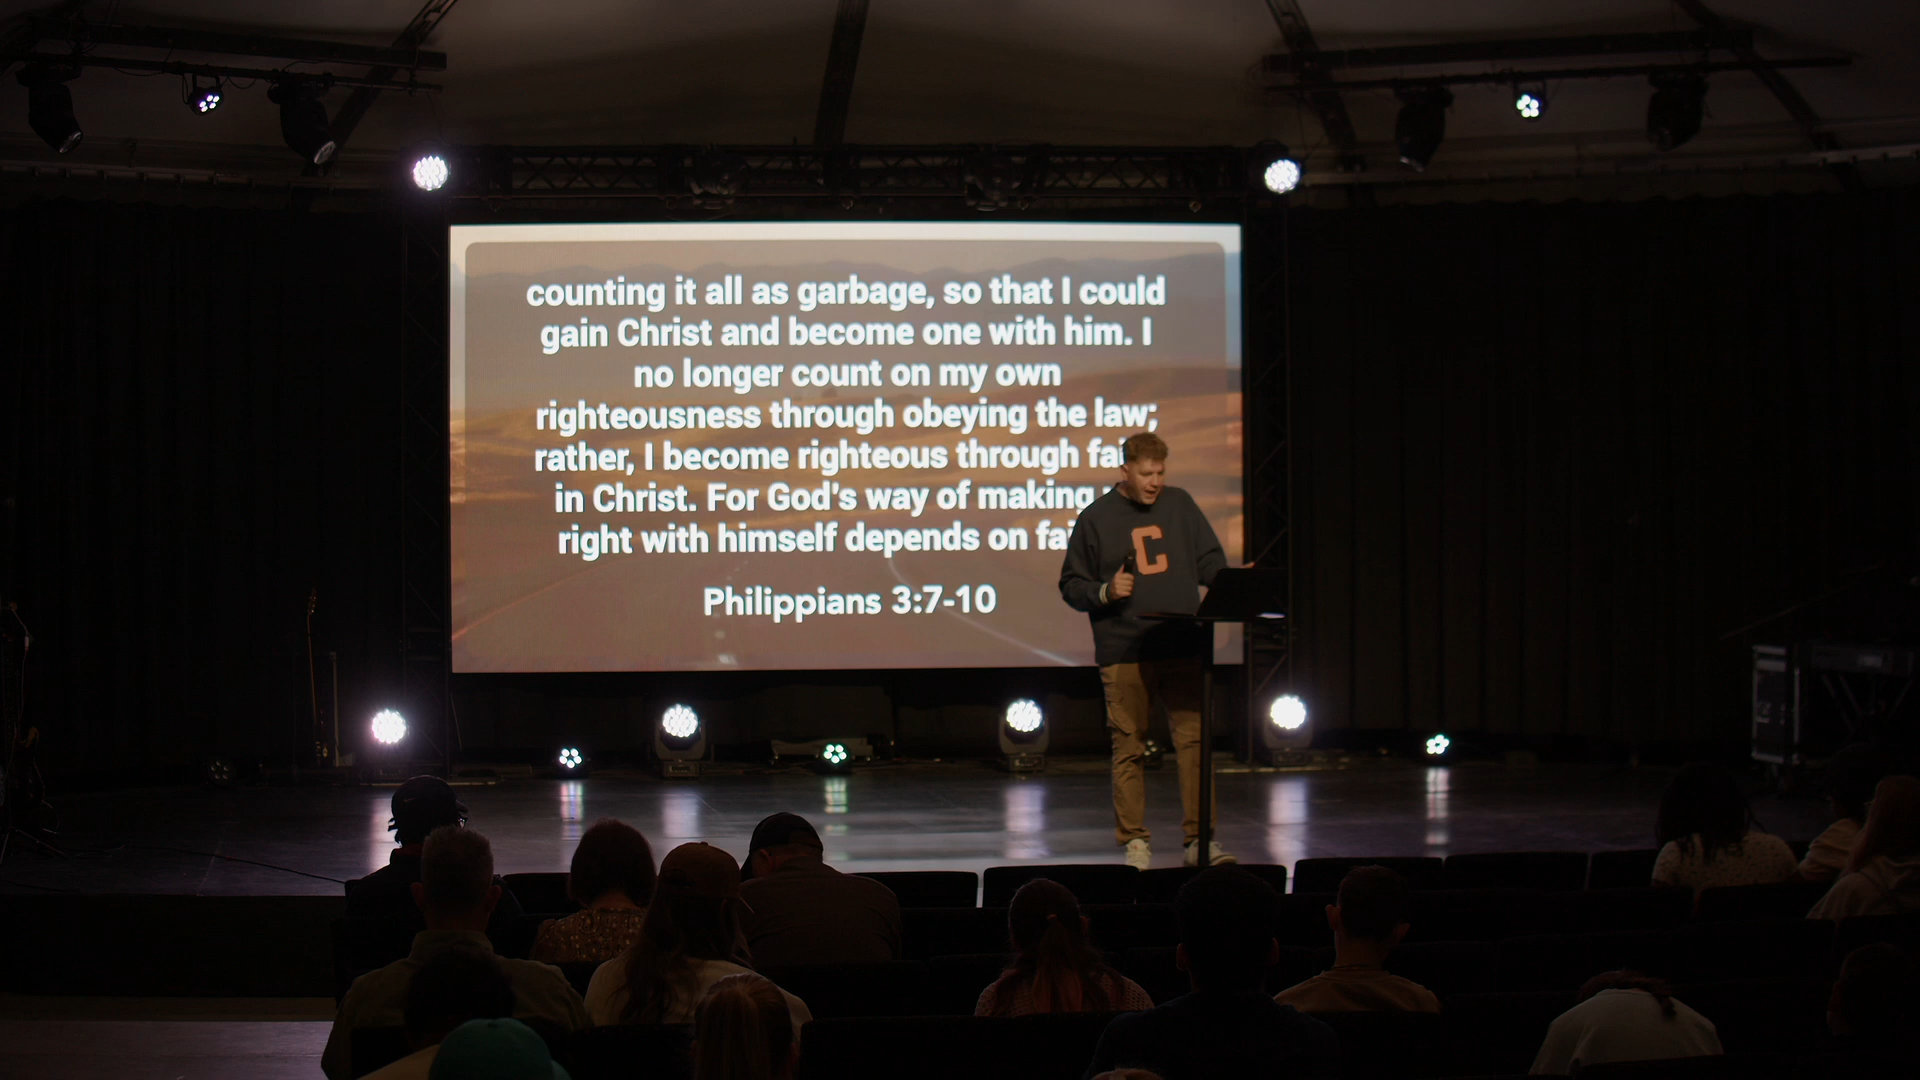 counting it all as garbage, so that I could
gain Christ and become one with him. I
no longer count on my own
righteousness through obeying the law;
rather, I become righteous through
in Christ. For God's way of making
right with himself depends on
Philippians 3:7-10
C